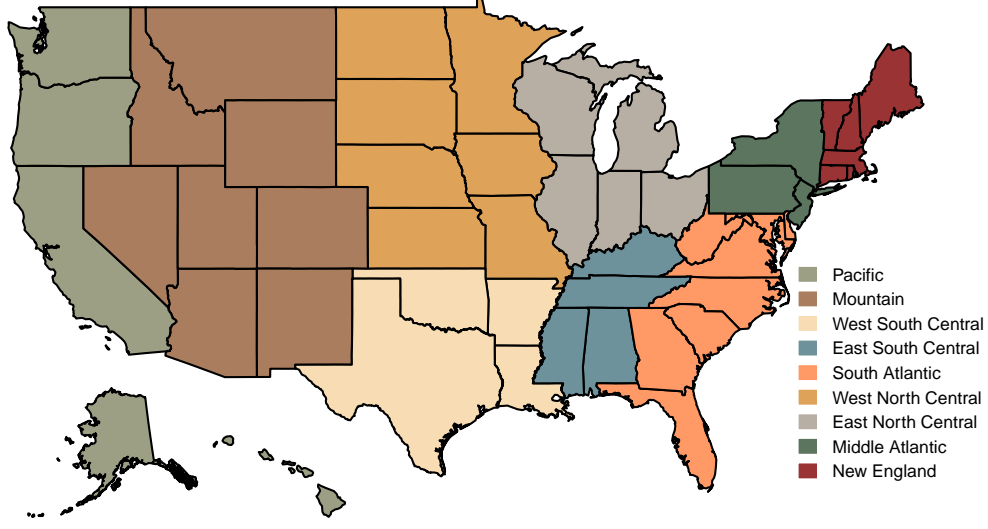 Pacific
Mountain
West South Central
East South Central
South Atlantic
West North Central
East North Central
Middle Atlantic
New England